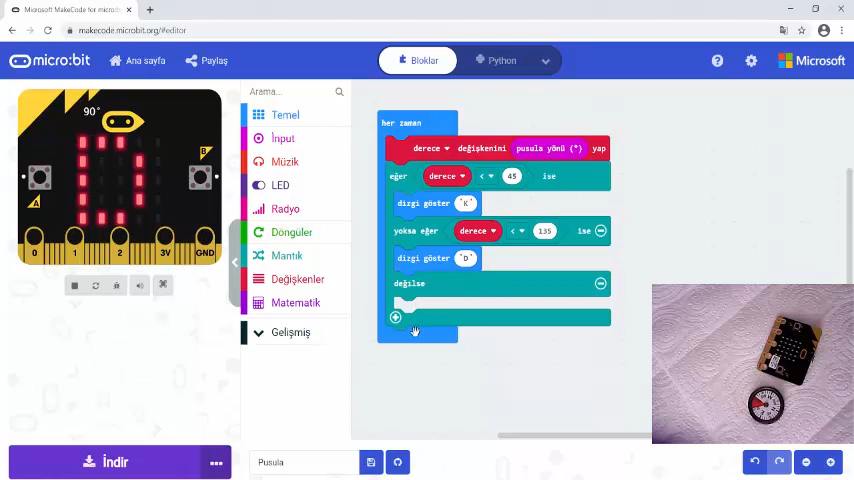 Microsoft MakeCode for micro:b
makecode.microbit.org/#editor
micro:bit
Ana sayfa
Paylaş
Bloklar
Python
Microsoft
90°
B
A
0
1
2
3V
GND
Arama...
Temel
İnput
Müzik
LED
Radyo
Döngüler
Mantık
Değişkenler
Matematik
Gelişmiş
her zaman
derece değişkenini pusula yönü (°) yap
eğer derece < 45 ise
dizgi göster "K"
yoksa eğer derece < 135 ise
dizgi göster "D"
değilse
İndir
Pusula